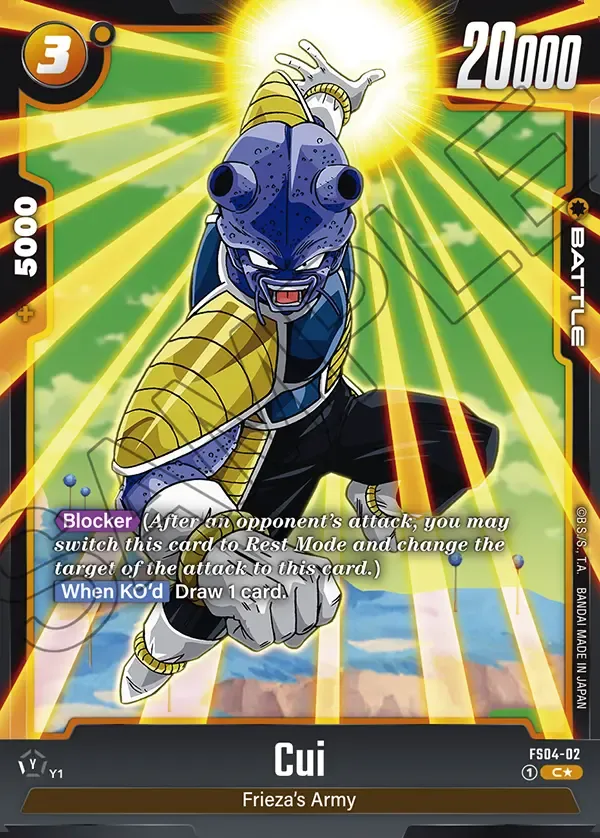 3
20000
+ 5000
BATTLE
SAMPLE
Blocker (After an opponent's attack, you may
switch this card to Rest Mode and change the
target of the attack to this card.)
When KO'd Draw 1 card.
©B.S./S., T.A. BANDAI MADE IN JAPAN
Cui
FS04-02
Y Y1
1 C★
Frieza's Army